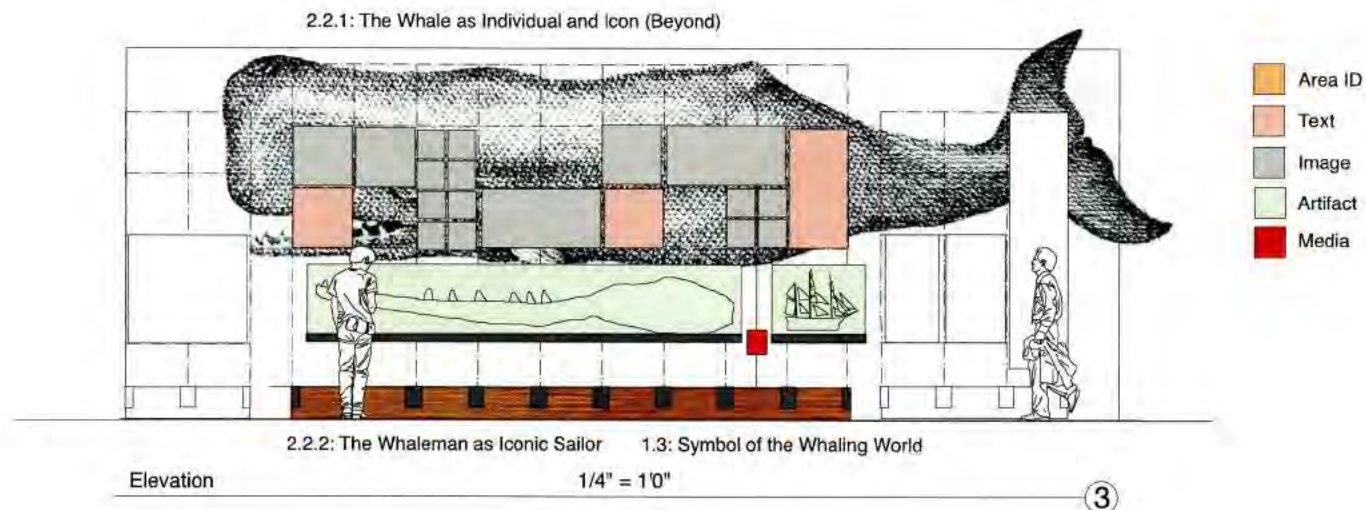 2.2.1: The Whale as Individual and Icon (Beyond)
Area ID
Text
Image
Artifact
Media
2.2.2: The Whaleman as Iconic Sailor
1.3: Symbol of the Whaling World
Elevation
1/4" = 1'0"
3